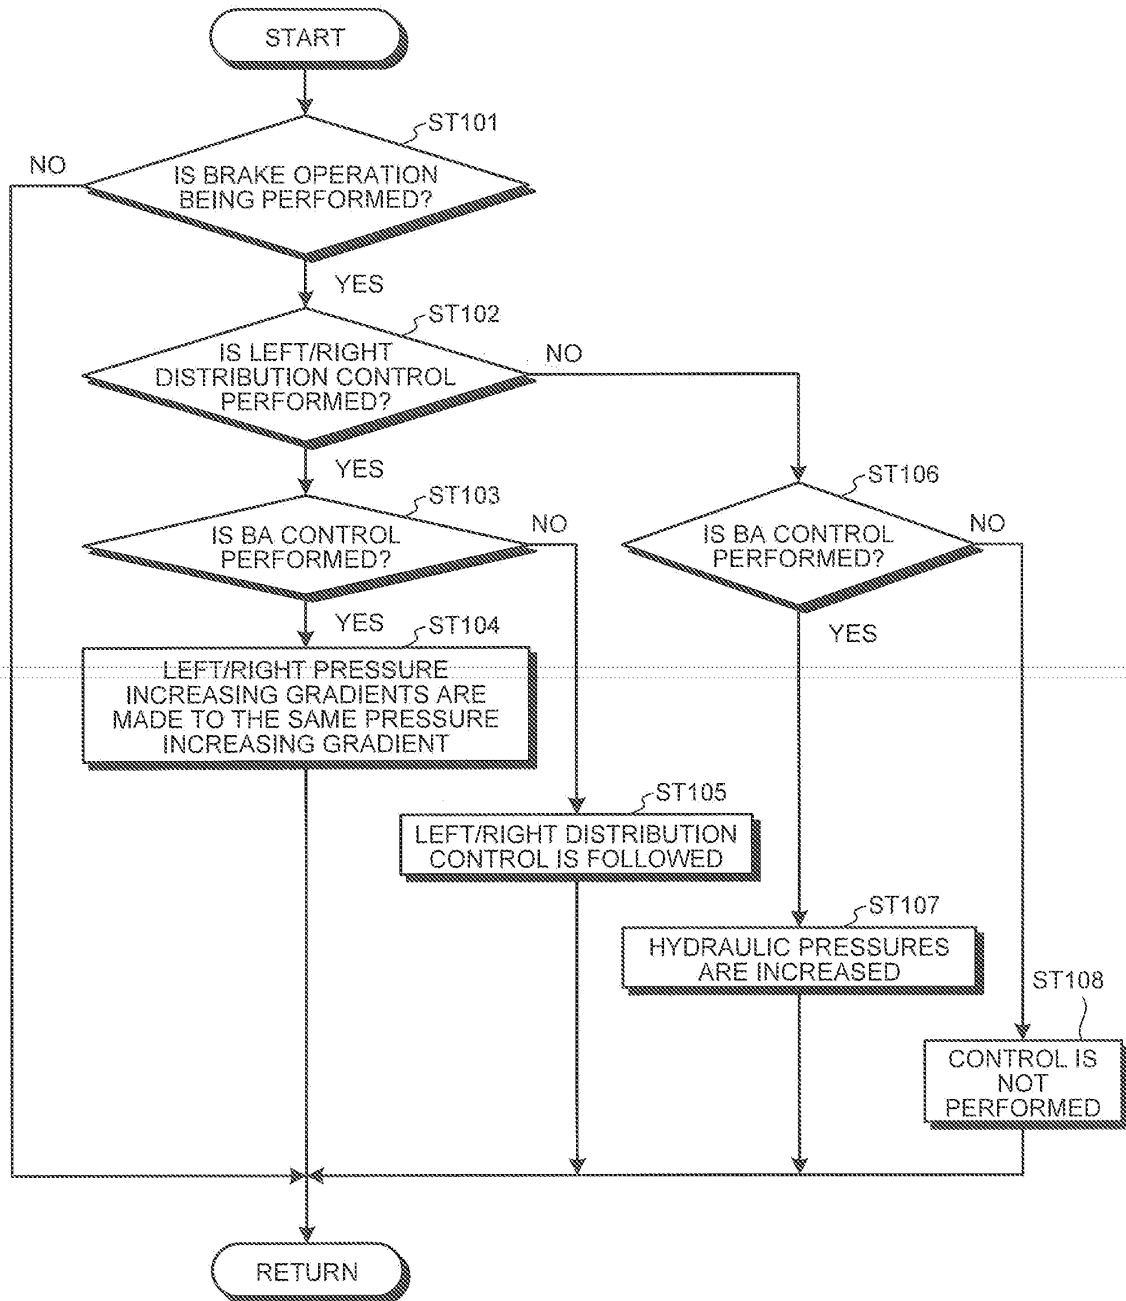 START
ST101
NO
IS BRAKE OPERATION
BEING PERFORMED?
YES
ST102
IS LEFT/RIGHT
DISTRIBUTION CONTROL
PERFORMED?
NO
YES
ST103
IS BA CONTROL
PERFORMED?
NO
ST106
IS BA CONTROL
PERFORMED?
NO
YES
ST104
YES
LEFT/RIGHT PRESSURE
INCREASING GRADIENTS ARE
MADE TO THE SAME PRESSURE
INCREASING GRADIENT
ST105
LEFT/RIGHT DISTRIBUTION
CONTROL IS FOLLOWED
ST107
HYDRAULIC PRESSURES
ARE INCREASED
ST108
CONTROL IS
NOT
PERFORMED
RETURN